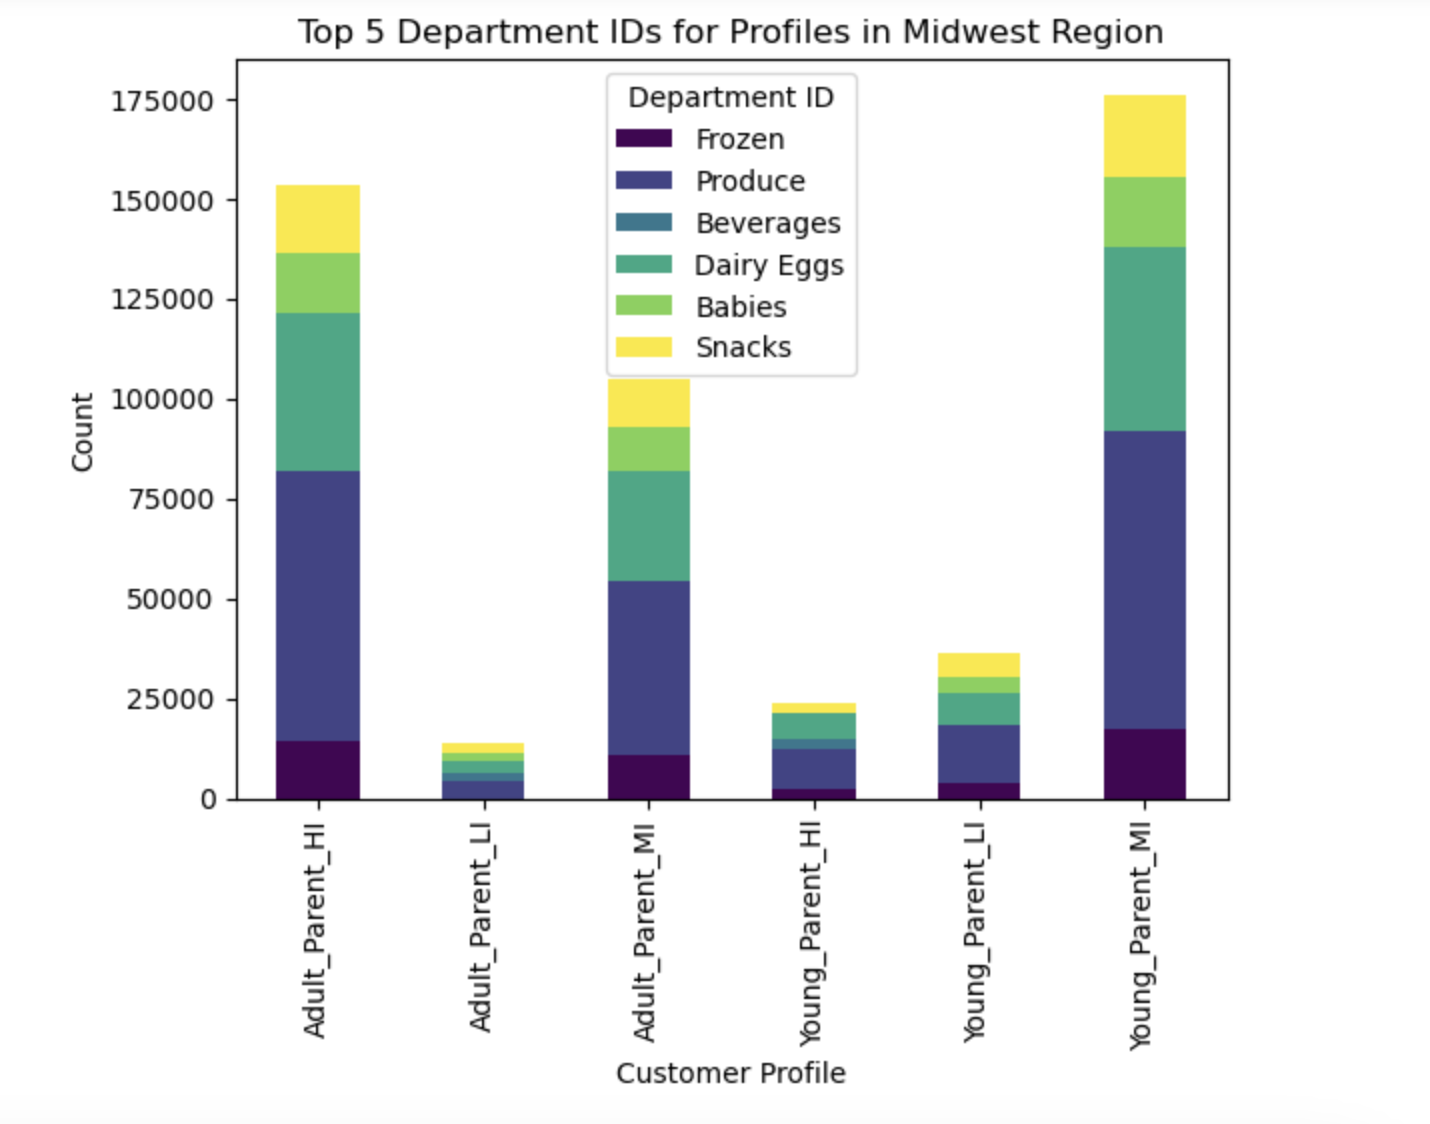 Top 5 Department IDs for Profiles in Midwest Region
Department ID
Frozen
Produce
Beverages
Dairy Eggs
Babies
Snacks
175000
150000
125000
100000
75000
50000
25000
0
Count
Adult_Parent_HI
Adult_Parent_LI
Adult_Parent_MI
Young_Parent_HI
Young_Parent_LI
Young_Parent_MI
Customer Profile